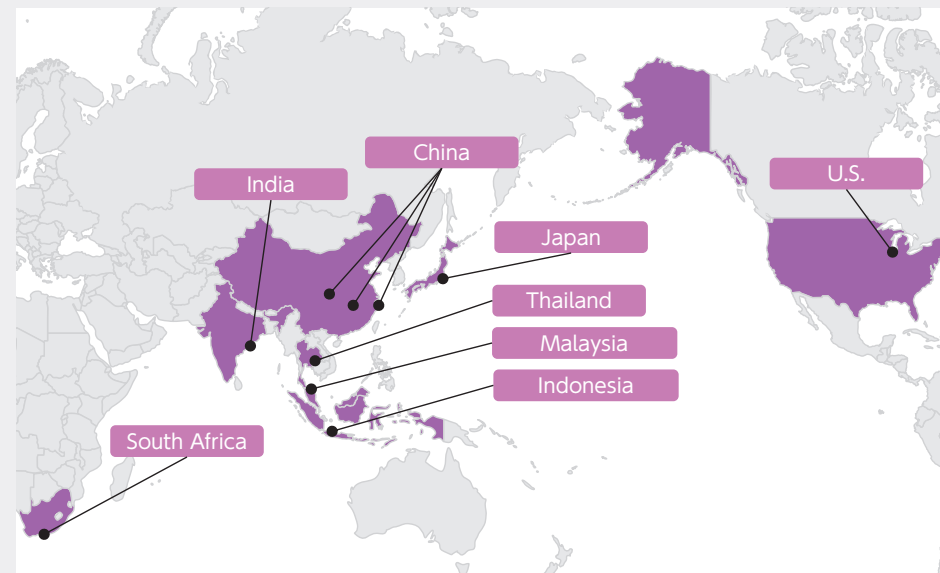 China
India
U.S.
Japan
Thailand
Malaysia
Indonesia
South Africa